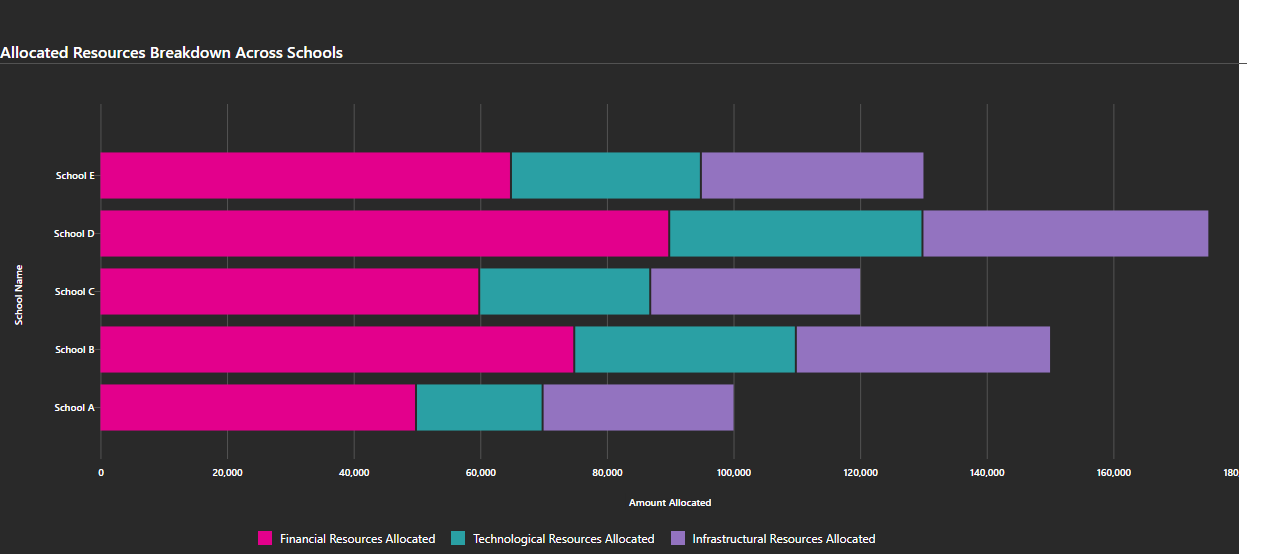 Allocated Resources Breakdown Across Schools
School E
School D
School C
School B
School A
School Name
0 20,000 40,000 60,000 80,000 100,000 120,000 140,000 160,000 180
Amount Allocated
Financial Resources Allocated Technological Resources Allocated Infrastructural Resources Allocated